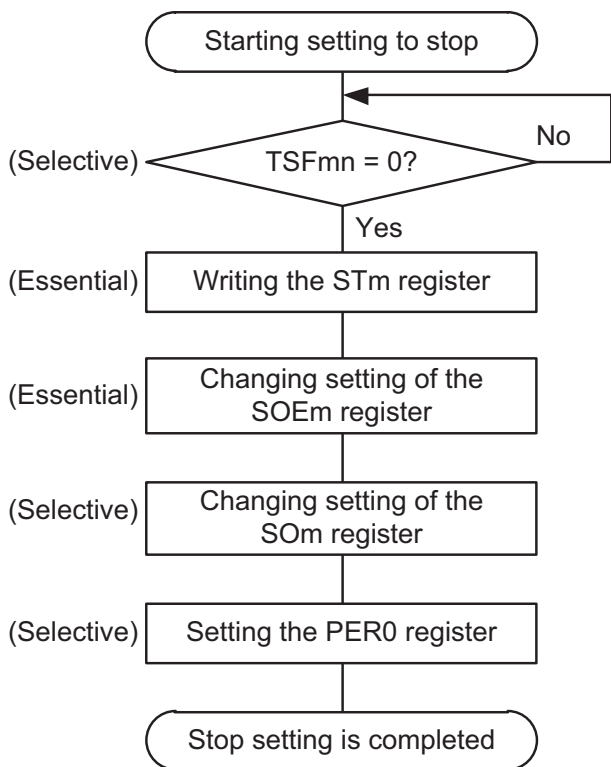 Starting setting to stop
No
(Selective)
TSFmn = 0?
Yes
(Essential)
Writing the STm register
(Essential)
Changing setting of the
SOEm register
(Selective)
Changing setting of the
SOm register
(Selective)
Setting the PER0 register
Stop setting is completed